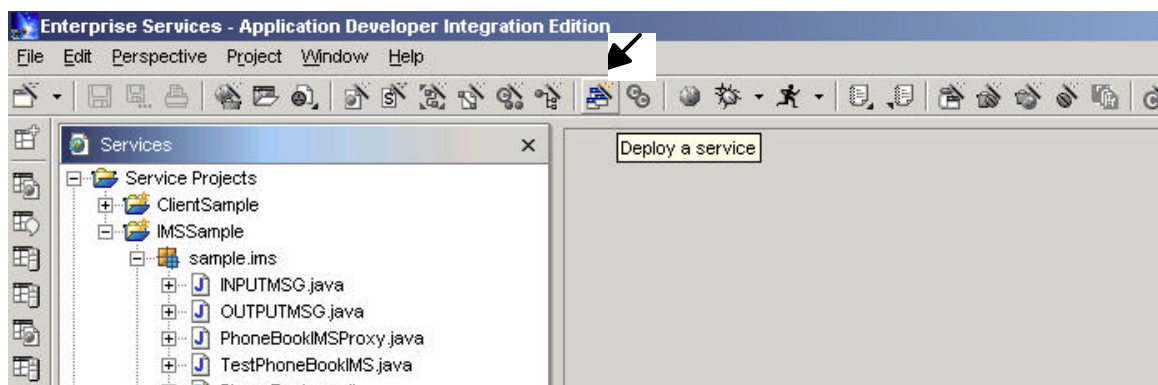 Enterprise Services - Application Developer Integration Edition
File Edit Perspective Project Window Help
Services
Deploy a service
Service Projects
ClientSample
IMSSample
sample.ims
INPUTMSG.java
OUTPUTMSG.java
PhoneBookIMSProxy.java
TestPhoneBookIMS.java